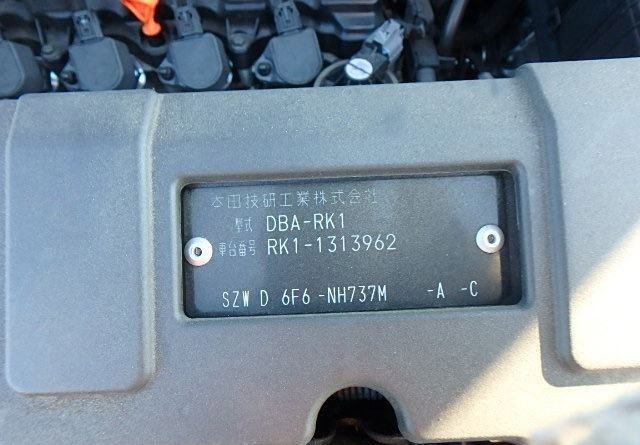 本田技研工業株式会社
型式 DBA-RK1
車台番号 RK1-1313962
SZW D 6F6 -NH737M -A -C